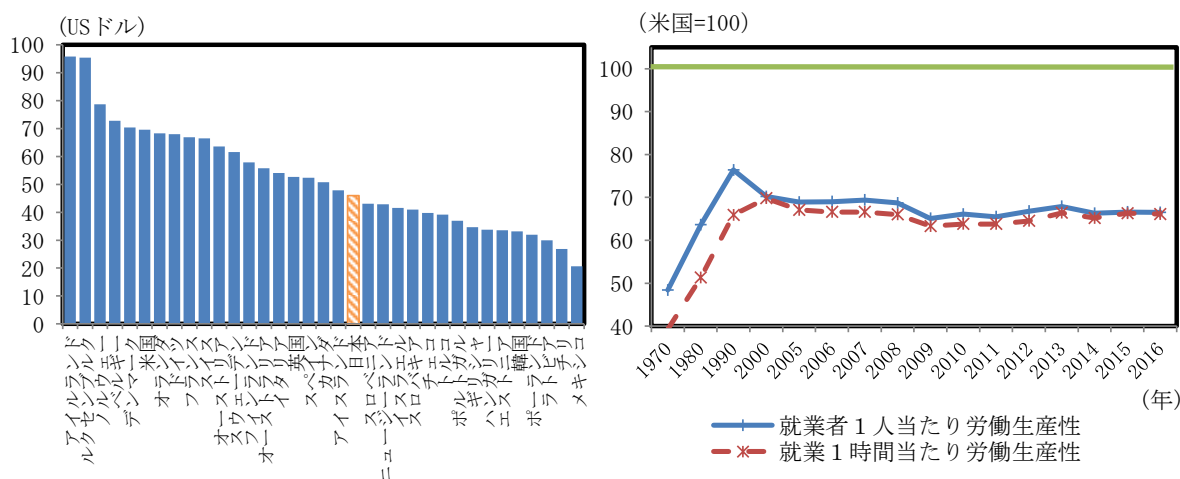 (USドル)
100
90
80
70
60
50
40
30
20
10
0
アイルランド
ルクセンブルク
ノルウェー
ベルギー
デンマーク
米国
オランダ
ドイツ
フランス
スイス
オーストリア
スウェーデン
フィンランド
オーストラリア
イタリア
英国
スペイン
カナダ
アイスランド
日本
スロベニア
ニュージーランド
イスラエル
スロバキア
チェコ
トルコ
ポルトガル
ギリシャ
ハンガリー
エストニア
韓国
ポーランド
ラトビア
チリ
メキシコ
(米国=100)
100
90
80
70
60
50
40
1970
1980
1990
2000
2005
2006
2007
2008
2009
2010
2011
2012
2013
2014
2015
2016
(年)
就業者１人当たり労働生産性
就業１時間当たり労働生産性